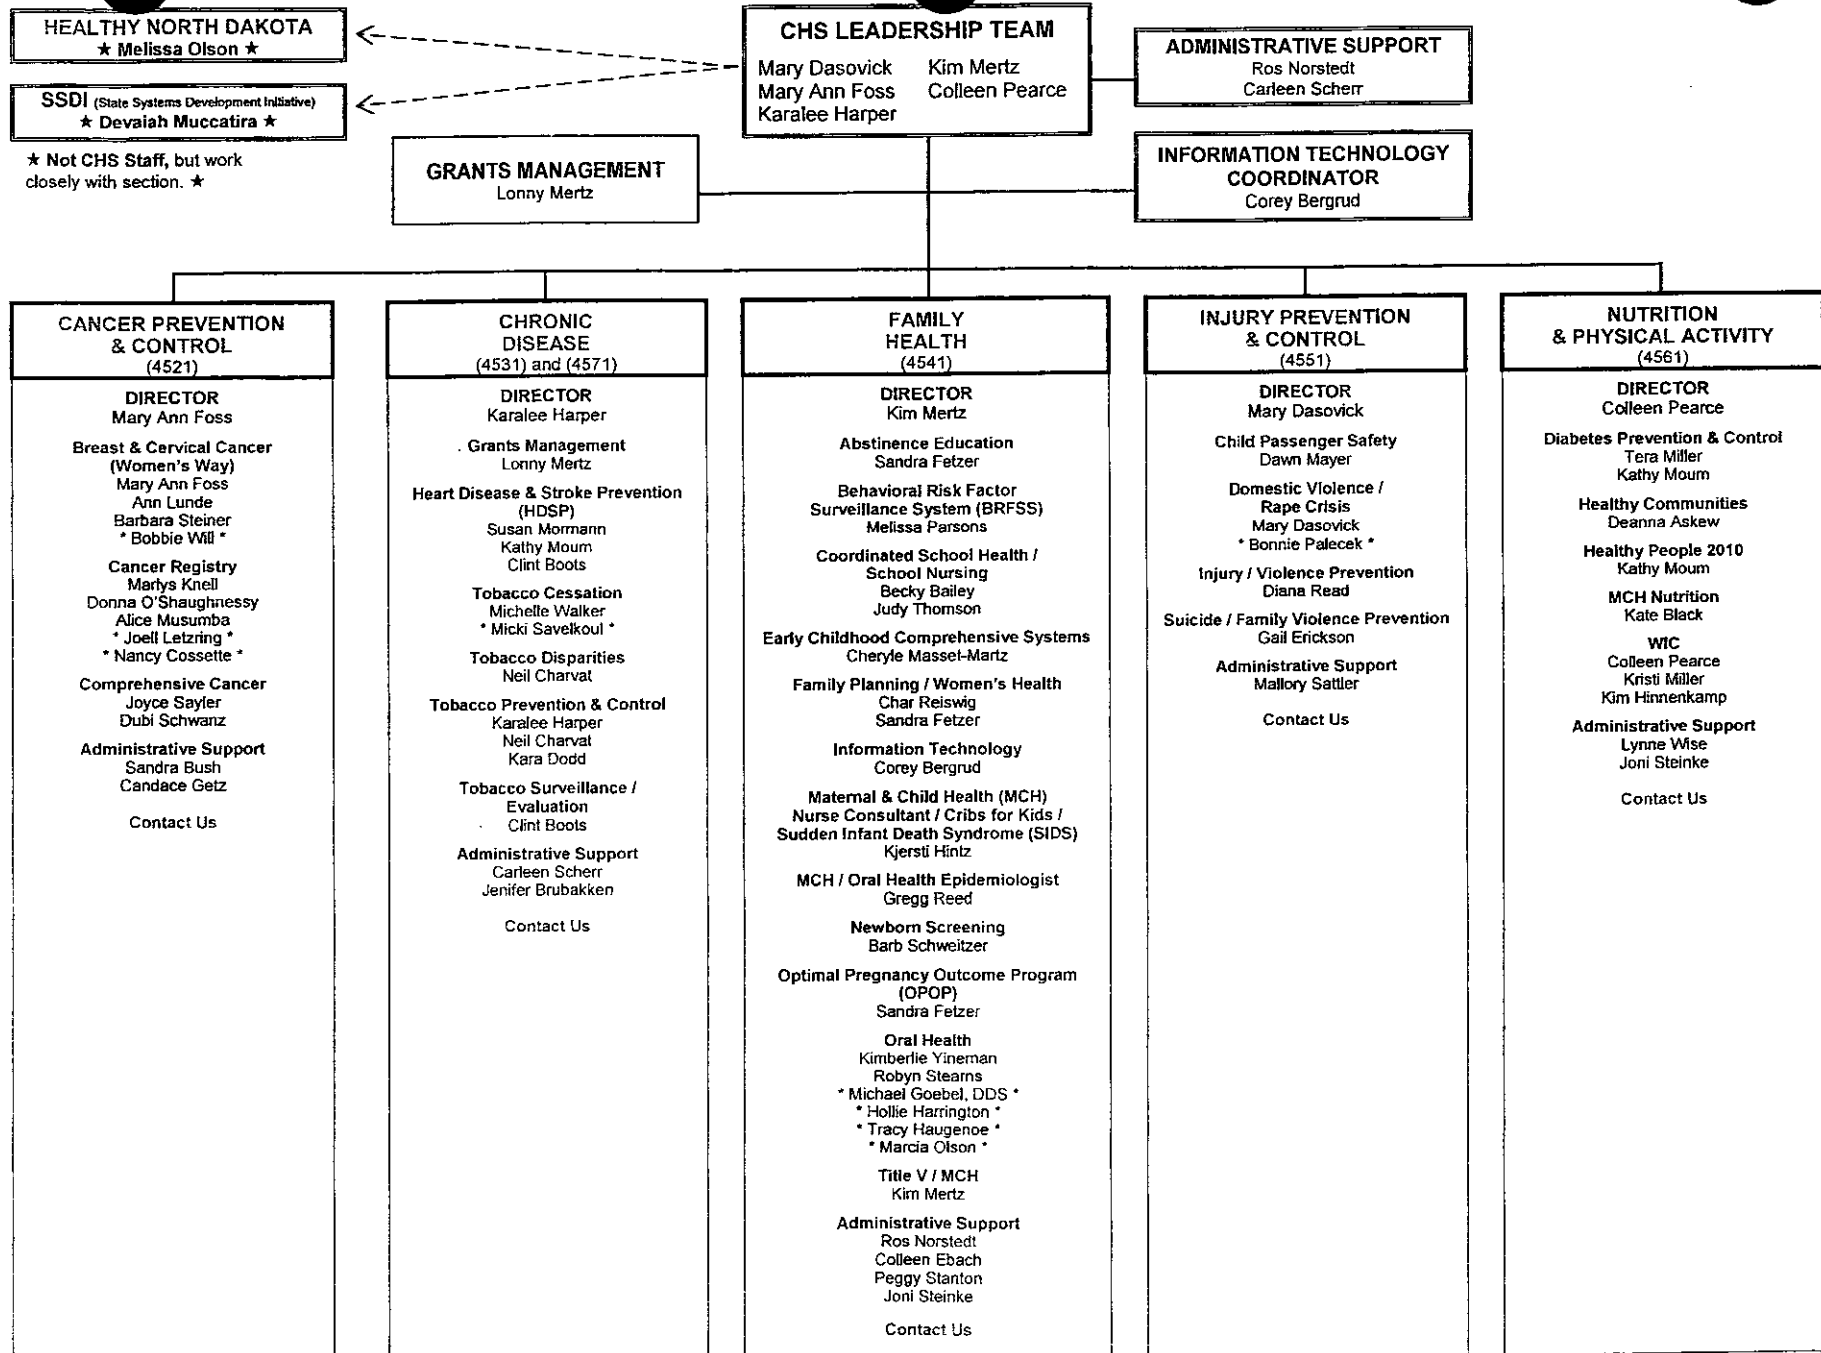 HEALTHY NORTH DAKOTA
★ Melissa Olson ★
SSDI (State Systems Development Initiative)
★ Devaiah Muccatira ★
★ Not CHS Staff, but work
closely with section. ★
CHS LEADERSHIP TEAM
Mary Dasovick Kim Mertz
Mary Ann Foss Colleen Pearce
Karalee Harper
ADMINISTRATIVE SUPPORT
Ros Norstedt
Carleen Scherr
GRANTS MANAGEMENT
Lonny Mertz
INFORMATION TECHNOLOGY
COORDINATOR
Corey Bergrud
CANCER PREVENTION
& CONTROL
(4521)
DIRECTOR
Mary Ann Foss
Breast & Cervical Cancer
(Women's Way)
Mary Ann Foss
Ann Lunde
Barbara Steiner
* Bobbie Will *
Cancer Registry
Marlys Knell
Donna O'Shaughnessy
Alice Musumba
* Joell Letzring *
* Nancy Cossette *
Comprehensive Cancer
Joyce Sayler
Dubi Schwanz
Administrative Support
Sandra Bush
Candace Getz
Contact Us
CHRONIC
DISEASE
(4531) and (4571)
DIRECTOR
Karalee Harper
Grants Management
Lonny Mertz
Heart Disease & Stroke Prevention
(HDSP)
Susan Mormann
Kathy Moum
Clint Boots
Tobacco Cessation
Michelle Walker
* Micki Savelkoul *
Tobacco Disparities
Neil Charvat
Tobacco Prevention & Control
Karalee Harper
Neil Charvat
Kara Dodd
Tobacco Surveillance /
Evaluation
Clint Boots
Administrative Support
Carleen Scherr
Jenifer Brubakken
Contact Us
FAMILY
HEALTH
(4541)
DIRECTOR
Kim Mertz
Abstinence Education
Sandra Fetzer
Behavioral Risk Factor
Surveillance System (BRFSS)
Melissa Parsons
Coordinated School Health /
School Nursing
Becky Bailey
Judy Thomson
Early Childhood Comprehensive Systems
Cheryle Masset-Martz
Family Planning / Women's Health
Char Reiswig
Sandra Fetzer
Information Technology
Corey Bergrud
Maternal & Child Health (MCH)
Nurse Consultant / Cribs for Kids /
Sudden Infant Death Syndrome (SIDS)
Kjersti Hintz
MCH / Oral Health Epidemiologist
Gregg Reed
Newborn Screening
Barb Schweitzer
Optimal Pregnancy Outcome Program
(OPOP)
Sandra Fetzer
Oral Health
Kimberlie Yineman
Robyn Stearns
* Michael Goebel, DDS *
* Hollie Harrington *
* Tracy Haugenoe *
* Marcia Olson *
Title V / MCH
Kim Mertz
Administrative Support
Ros Norstedt
Colleen Ebach
Peggy Stanton
Joni Steinke
Contact Us
INJURY PREVENTION
& CONTROL
(4551)
DIRECTOR
Mary Dasovick
Child Passenger Safety
Dawn Mayer
Domestic Violence /
Rape Crisis
Mary Dasovick
* Bonnie Palecek *
Injury / Violence Prevention
Diana Read
Suicide / Family Violence Prevention
Gail Erickson
Administrative Support
Mallory Sattler
Contact Us
NUTRITION
& PHYSICAL ACTIVITY
(4561)
DIRECTOR
Colleen Pearce
Diabetes Prevention & Control
Tera Miller
Kathy Moum
Healthy Communities
Deanna Askew
Healthy People 2010
Kathy Moum
MCH Nutrition
Kate Black
WIC
Colleen Pearce
Kristi Miller
Kim Hinnenkamp
Administrative Support
Lynne Wise
Joni Steinke
Contact Us